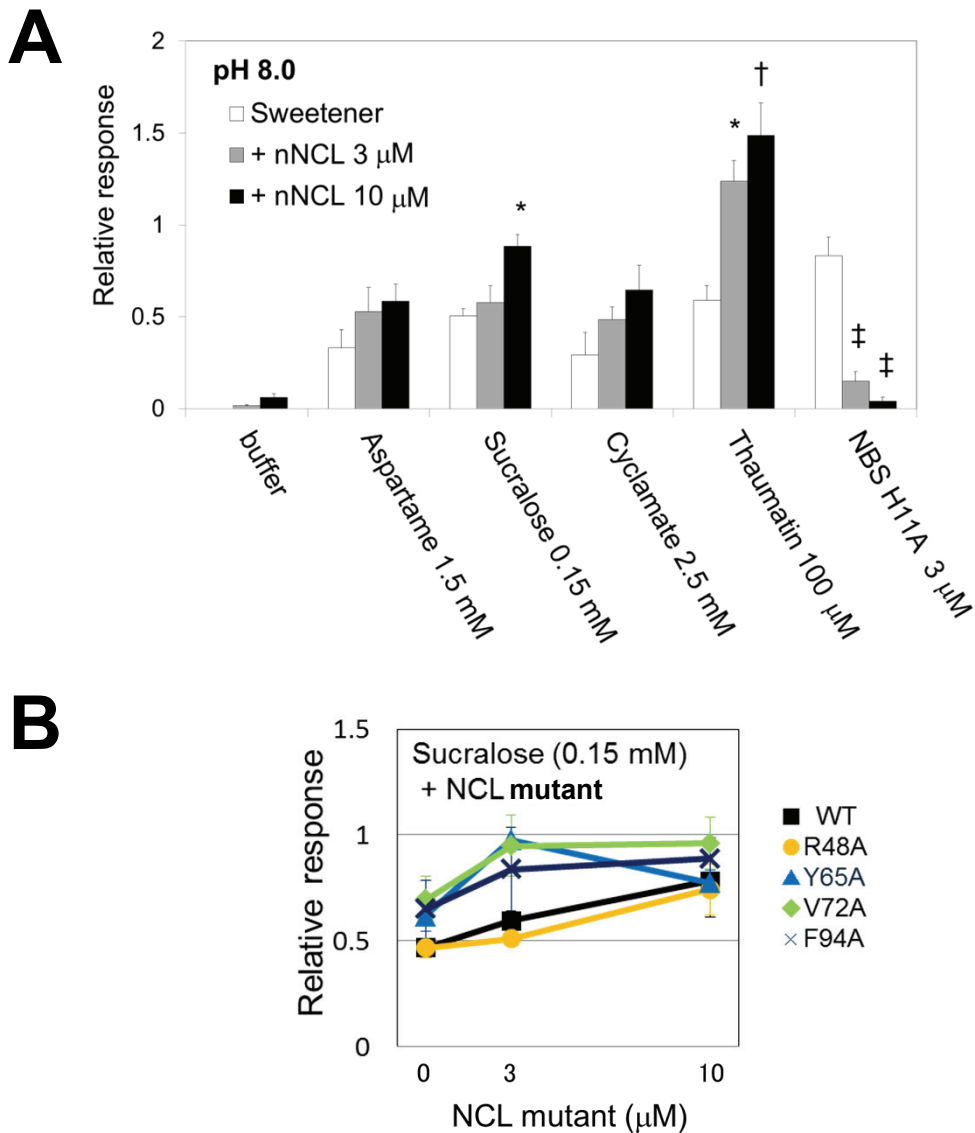 A
2
1.5
1
0.5
0
Relative response
pH 8.0
Sweetener
+ nNCL 3 μM
+ nNCL 10 μM
*
*
†
‡
‡
buffer
Aspartame 1.5 mM
Sucralose 0.15 mM
Cyclamate 2.5 mM
Thaumatin 100 μM
NBS H11A 3 μM
B
1.5
1
0.5
0
Relative response
Sucralose (0.15 mM)
+ NCL mutant
WT
R48A
Y65A
V72A
F94A
0 3 10
NCL mutant (μM)